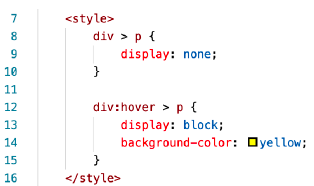 7 <style>
8 div > p {
9 display: none;
10 }
11
12 div:hover > p {
13 display: block;
14 background-color: yellow;
15 }
16 </style>